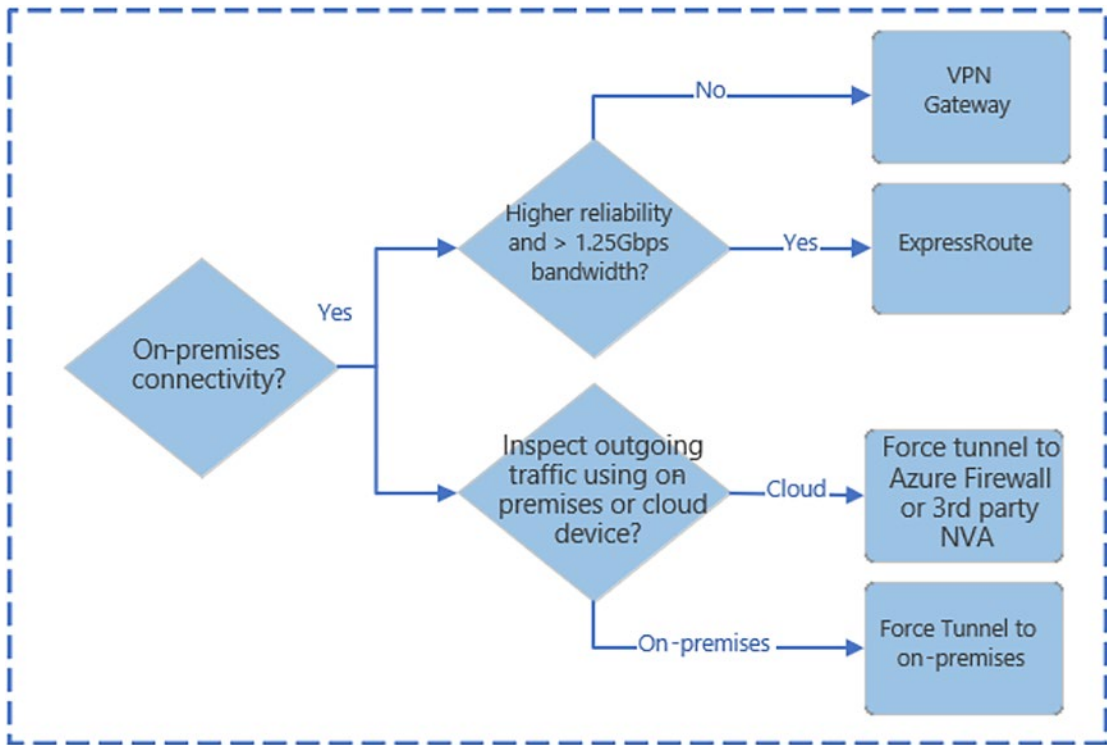 On-premises
connectivity?
Yes
Higher reliability
and > 1.25Gbps
bandwidth?
No
VPN
Gateway
Yes
ExpressRoute
Inspect outgoing
traffic using on-
premises or cloud
device?
Cloud
Force tunnel to
Azure Firewall
or 3rd party
NVA
On-premises
Force Tunnel to
on-premises